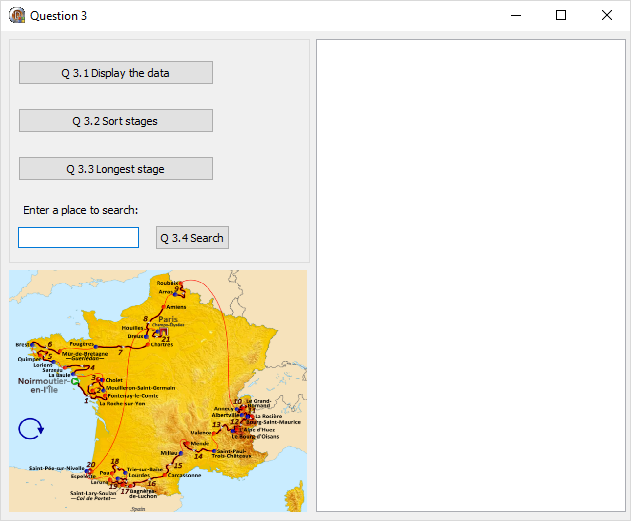 Question 3
Q 3.1 Display the data
Q 3.2 Sort stages
Q 3.3 Longest stage
Enter a place to search:
Q 3.4 Search
Roubaix
9
Arras
Amiens
8
Paris
Champs-Élysées
Houilles
21
Dreux
Chartres
Fougères
7
Brest
6
Mûr-de-Bretagne
—Guerlédan—
Quimper
5
Lorient
Sarzeau
4
La Baule
3
Cholet
Noirmoutier-
en-l'Île
2
Mouilleron-Saint-Germain
Fontenay-le-Comte
1
La Roche-sur-Yon
10
Le Grand-
Bornand
Annecy
11
La Rosière
Albertville
Bourg-Saint-Maurice
12
13
Alpe d'Huez
Valence
Le Bourg d'Oisans
Mende
Saint-Paul-
Trois-Châteaux
14
Millau
15
Carcassonne
18
Trie-sur-Baïse
Saint-Pée-sur-Nivelle
20
Pau
Lourdes
Espelette
Laruns
16
19
17
Bagnères-
de-Luchon
Saint-Lary-Soulan
—Col de Portet—
Spain